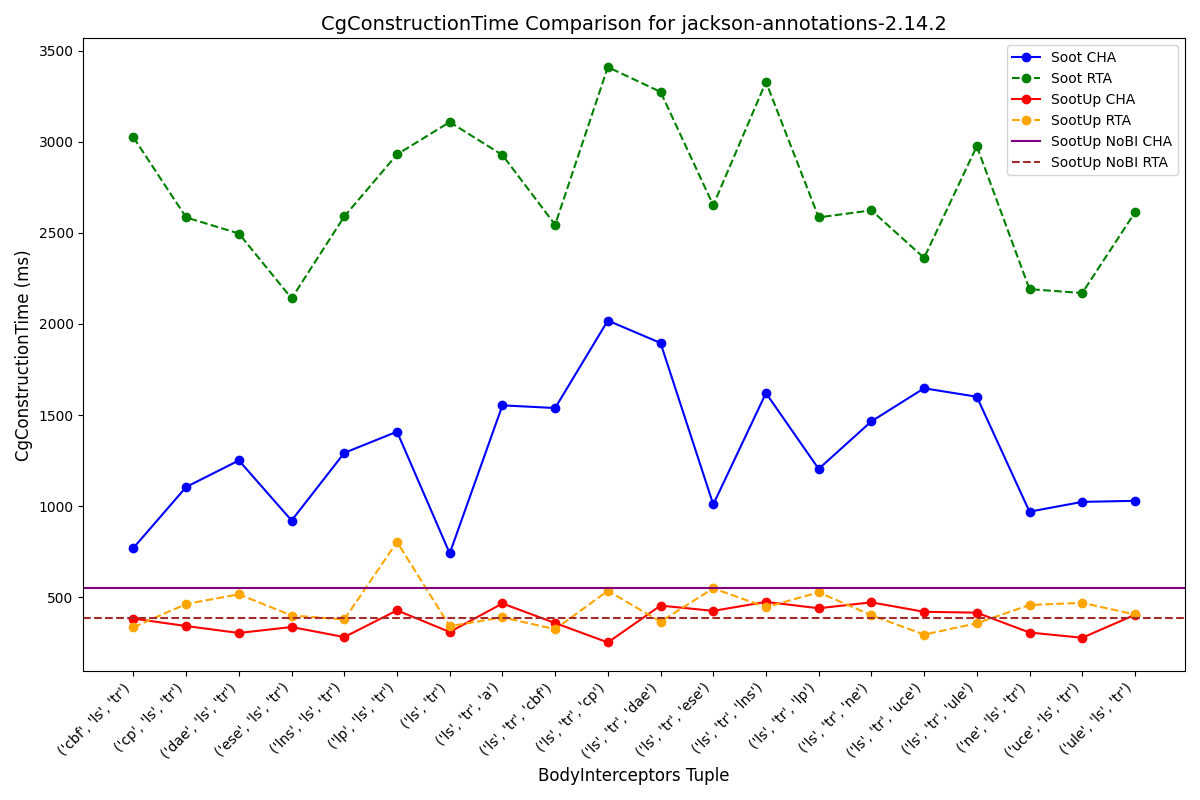 CgConstructionTime Comparison for jackson-annotations-2.14.2
CgConstructionTime (ms)
3500
3000
2500
2000
1500
1000
500
Soot CHA
Soot RTA
SootUp CHA
SootUp RTA
SootUp NoBI CHA
SootUp NoBI RTA
('cbf', 'ls', 'tr')
('cp', 'ls', 'tr')
('dae', 'ls', 'tr')
('ese', 'ls', 'tr')
('lns', 'ls', 'tr')
('lp', 'ls', 'tr')
('ls', 'tr')
('ls', 'tr', 'a')
('ls', 'tr', 'cbf')
('ls', 'tr', 'cp')
('ls', 'tr', 'dae')
('ls', 'tr', 'ese')
('ls', 'tr', 'lns')
('ls', 'tr', 'lp')
('ls', 'tr', 'ne')
('ls', 'tr', 'uce')
('ls', 'tr', 'ule')
('ne', 'ls', 'tr')
('uce', 'ls', 'tr')
('ule', 'ls', 'tr')
BodyInterceptors Tuple